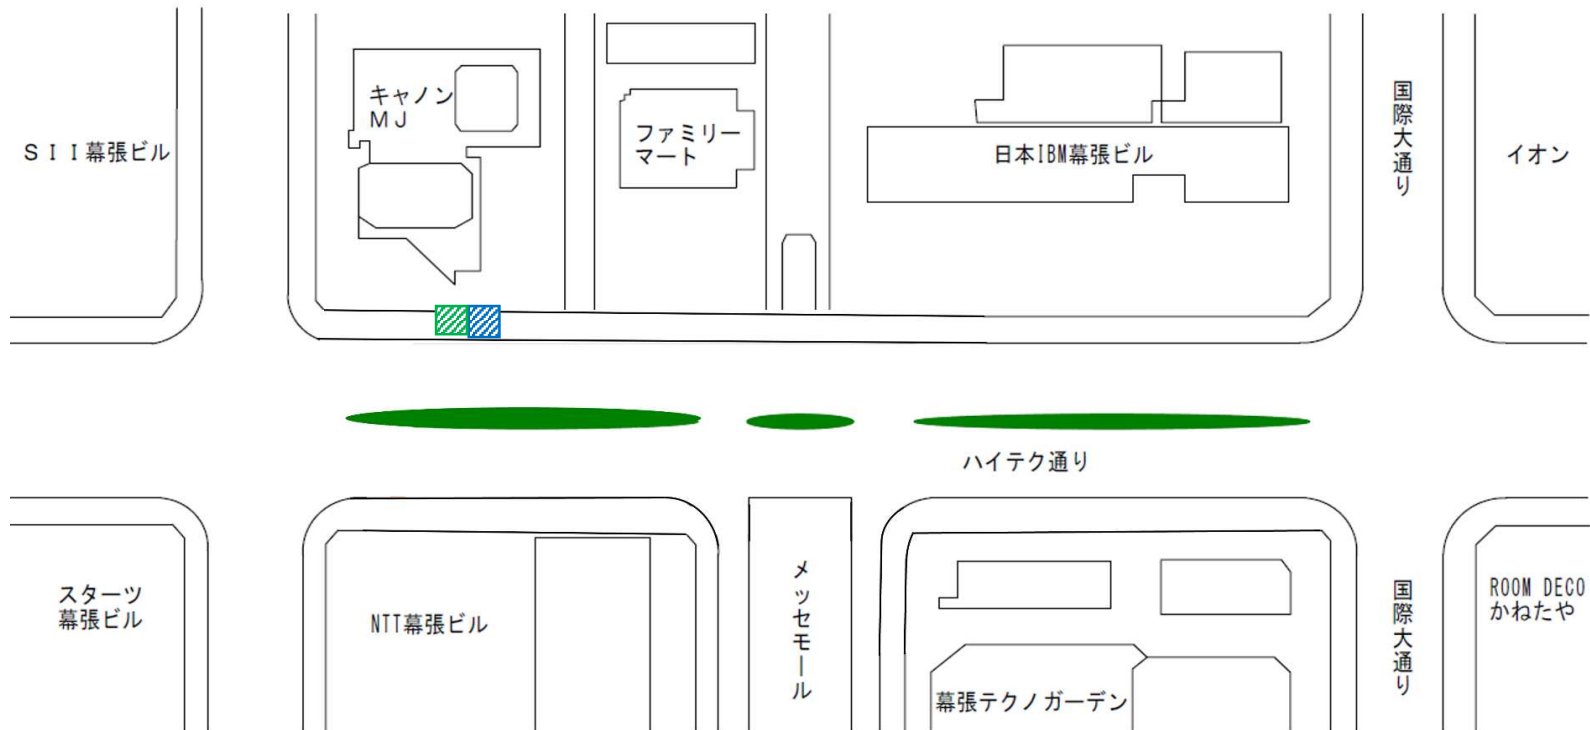 キャノン
MJ
ファミリー
マート
国際大通り
SII幕張ビル
日本IBM幕張ビル
イオン
ハイテク通り
スターツ
幕張ビル
NTT幕張ビル
メッセモール
国際大通り
ROOM DECO
かねたや
幕張テクノガーデン